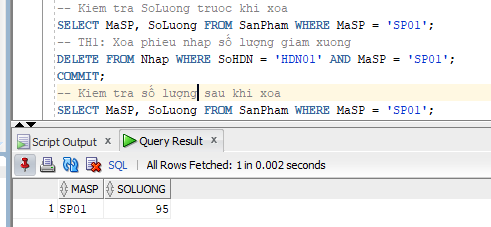 -- Kiem tra SoLuong truoc khi xoa
SELECT MaSP, SoLuong FROM SanPham WHERE MaSP = 'SP01';
-- TH1: Xoa phieu nhap số lượng giam xuong
DELETE FROM Nhap WHERE SoHDN = 'HDN01' AND MaSP = 'SP01';
COMMIT;
-- Kiem tra số lượng sau khi xoa
SELECT MaSP, SoLuong FROM SanPham WHERE MaSP = 'SP01';
Script Output x Query Result x
SQL | All Rows Fetched: 1 in 0.002 seconds
MASP SOLUONG
1 SP01 95